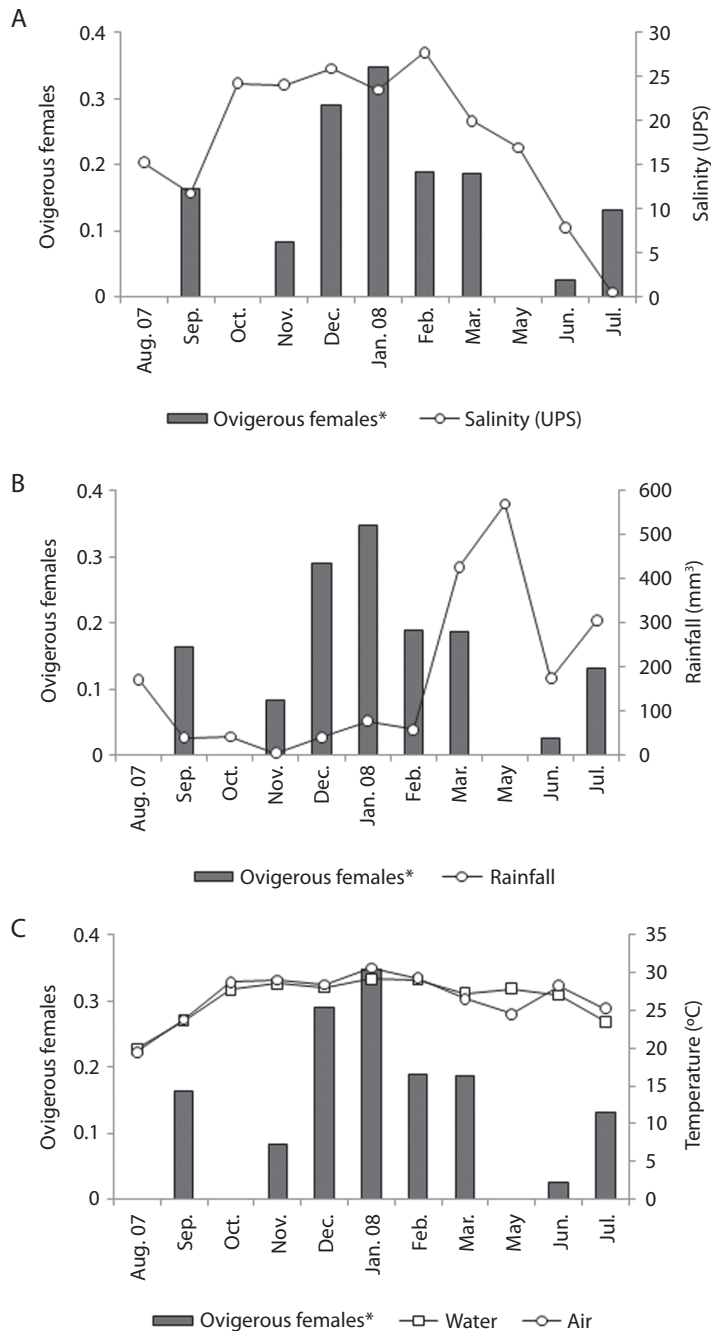 A
0.4
0.3
0.2
0.1
0
Ovigerous females
30
25
20
15
10
5
0
Salinity (UPS)
Aug. 07
Sep.
Oct.
Nov.
Dec.
Jan. 08
Feb.
Mar.
May
Jun.
Jul.
Ovigerous females* Salinity (UPS)
B
0.4
0.3
0.2
0.1
0
Ovigerous females
600
500
400
300
200
100
0
Rainfall (mm³)
Aug. 07
Sep.
Oct.
Nov.
Dec.
Jan. 08
Feb.
Mar.
May
Jun.
Jul.
Ovigerous females* Rainfall
C
0.4
0.3
0.2
0.1
0
Ovigerous females
35
30
25
20
15
10
5
0
Temperature (ºC)
Aug. 07
Sep.
Oct.
Nov.
Dec.
Jan. 08
Feb.
Mar.
May
Jun.
Jul.
Ovigerous females* Water Air